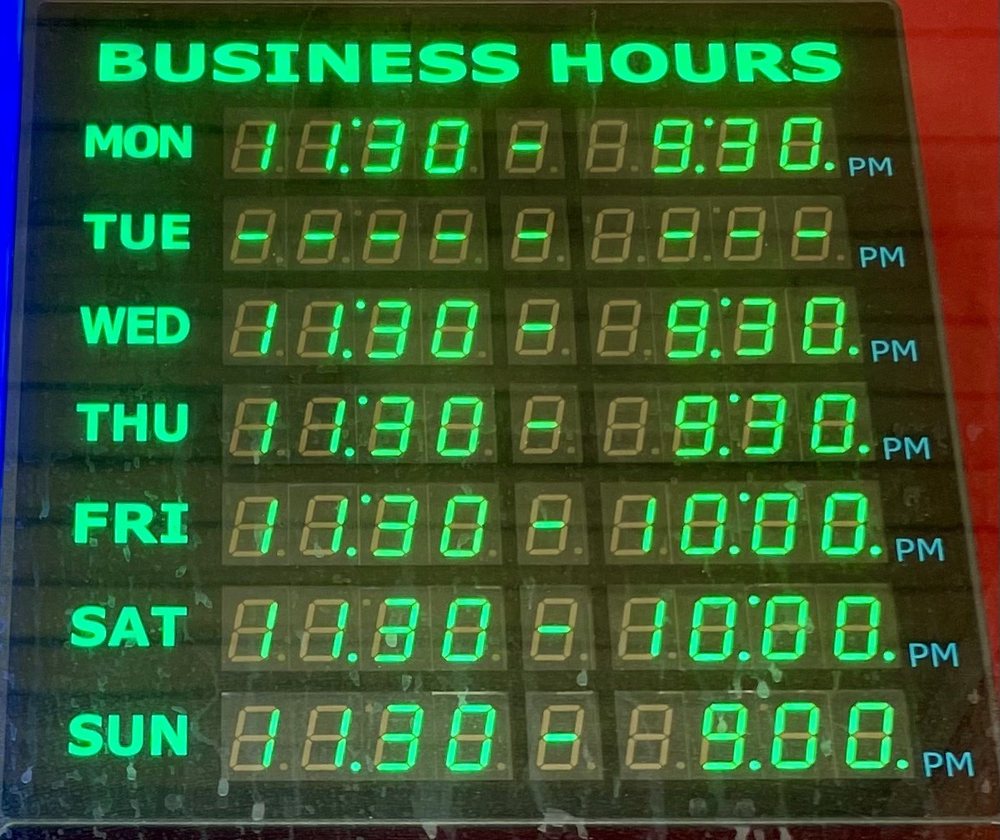 BUSINESS HOURS
MON 11:30 - 9:30. PM
TUE ---- - --- PM
WED 11:30 - 9:30. PM
THU 11:30 - 9:30. PM
FRI 11:30 - 10:00. PM
SAT 11.30 - 10:00. PM
SUN 11.30 - 9.00. PM